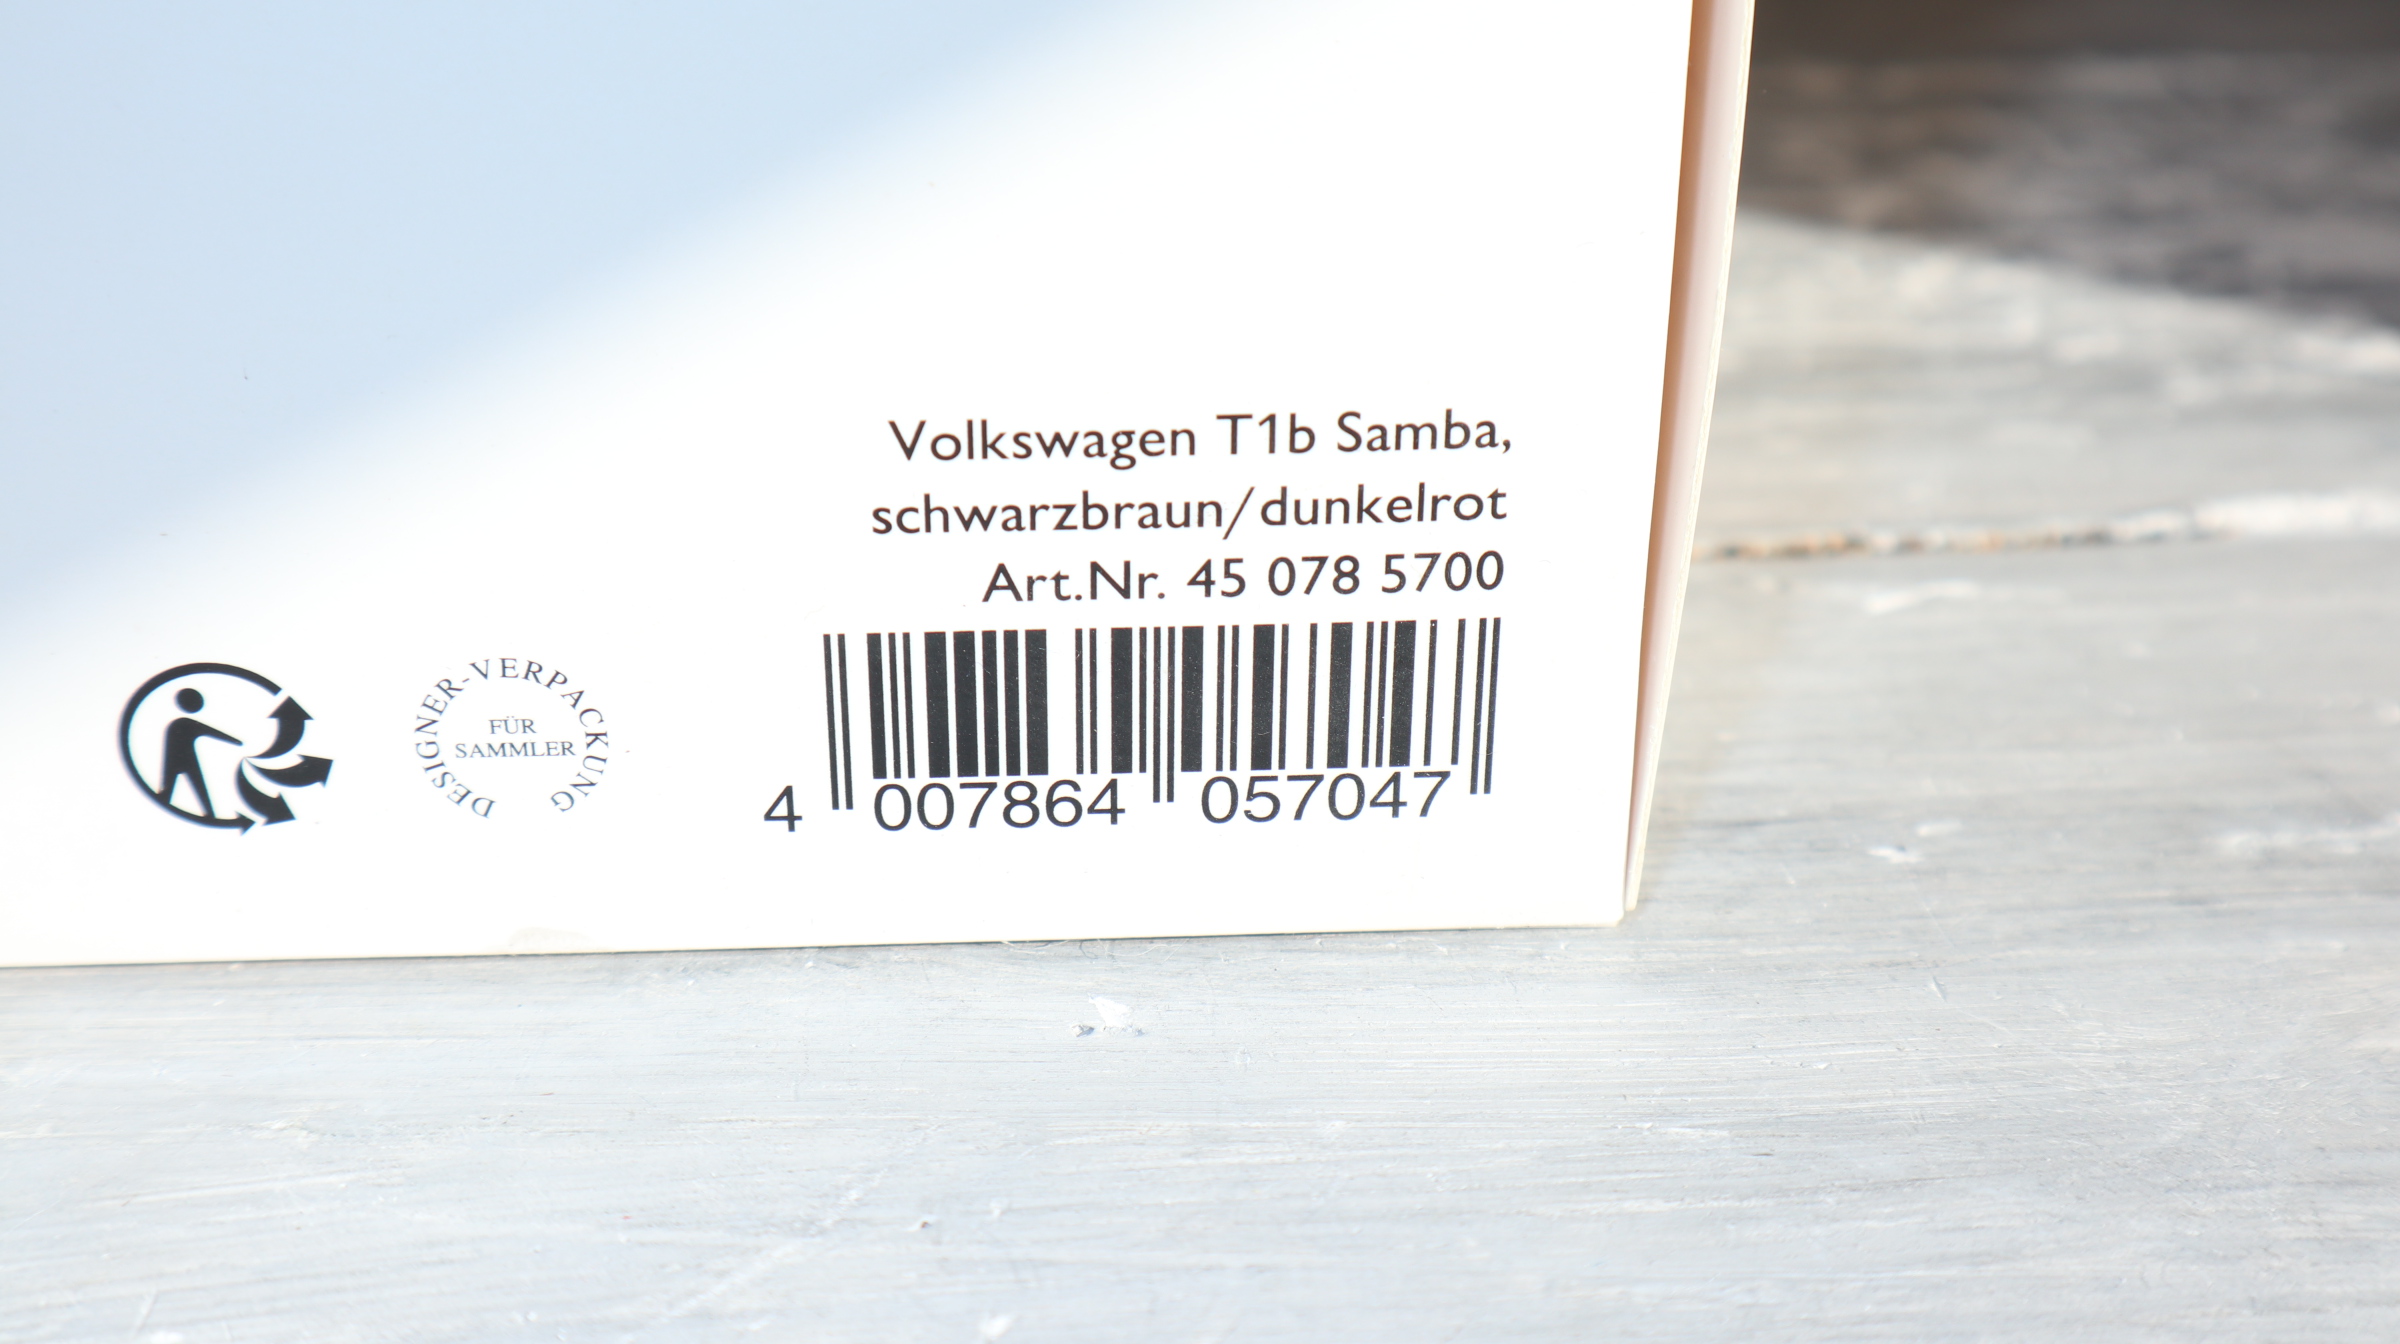 Volkswagen T1b Samba,
schwarzbraun/dunkelrot
Art.Nr. 45 078 5700
DESIGNER-VERPACKUNG
FÜR
SAMMLER
4 007864 057047